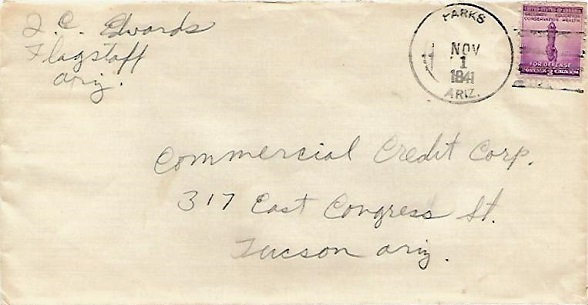 J. C. Edwards
Flagstaff
Ariz.
PARKS
NOV
1
1941
ARIZ.
FOR DEFENSE
Commercial Credit Corp.
317 East Congress St.
Tucson Ariz.